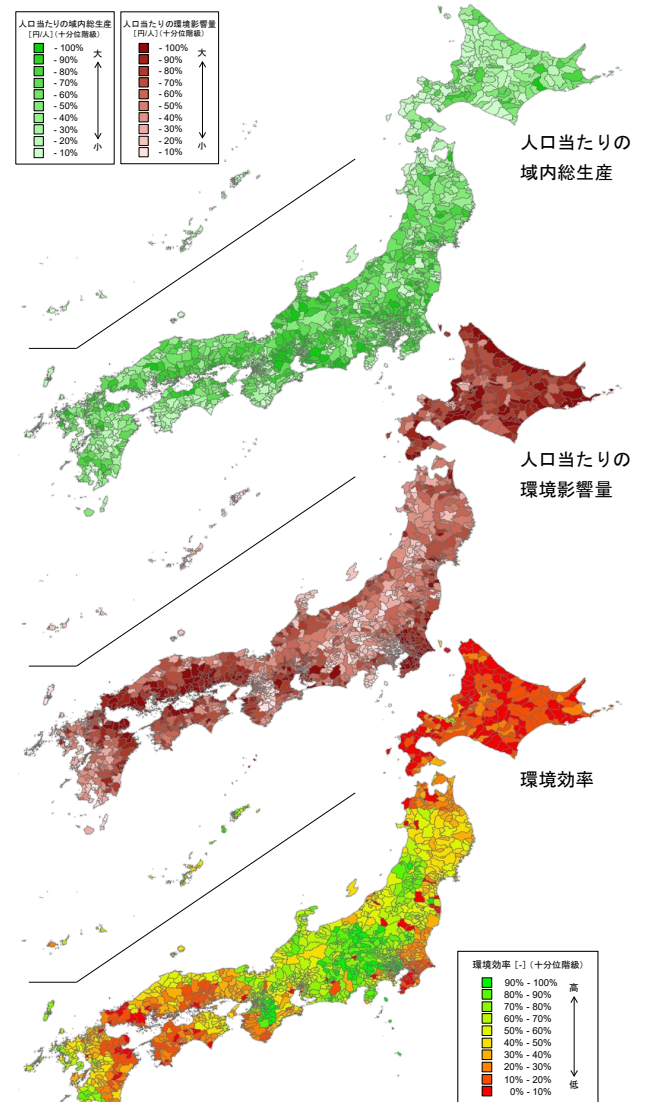 人口当たりの域内総生産
[円/人](十分位階級)
- 100%
- 90%
- 80%
- 70%
- 60%
- 50%
- 40%
- 30%
- 20%
- 10%
大
小
人口当たりの環境影響量
[円/人](十分位階級)
- 100%
- 90%
- 80%
- 70%
- 60%
- 50%
- 40%
- 30%
- 20%
- 10%
大
小
人口当たりの
域内総生産
人口当たりの
環境影響量
環境効率
環境効率 [-] (十分位階級)
90% - 100%
80% - 90%
70% - 80%
60% - 70%
50% - 60%
40% - 50%
30% - 40%
20% - 30%
10% - 20%
0% - 10%
高
低